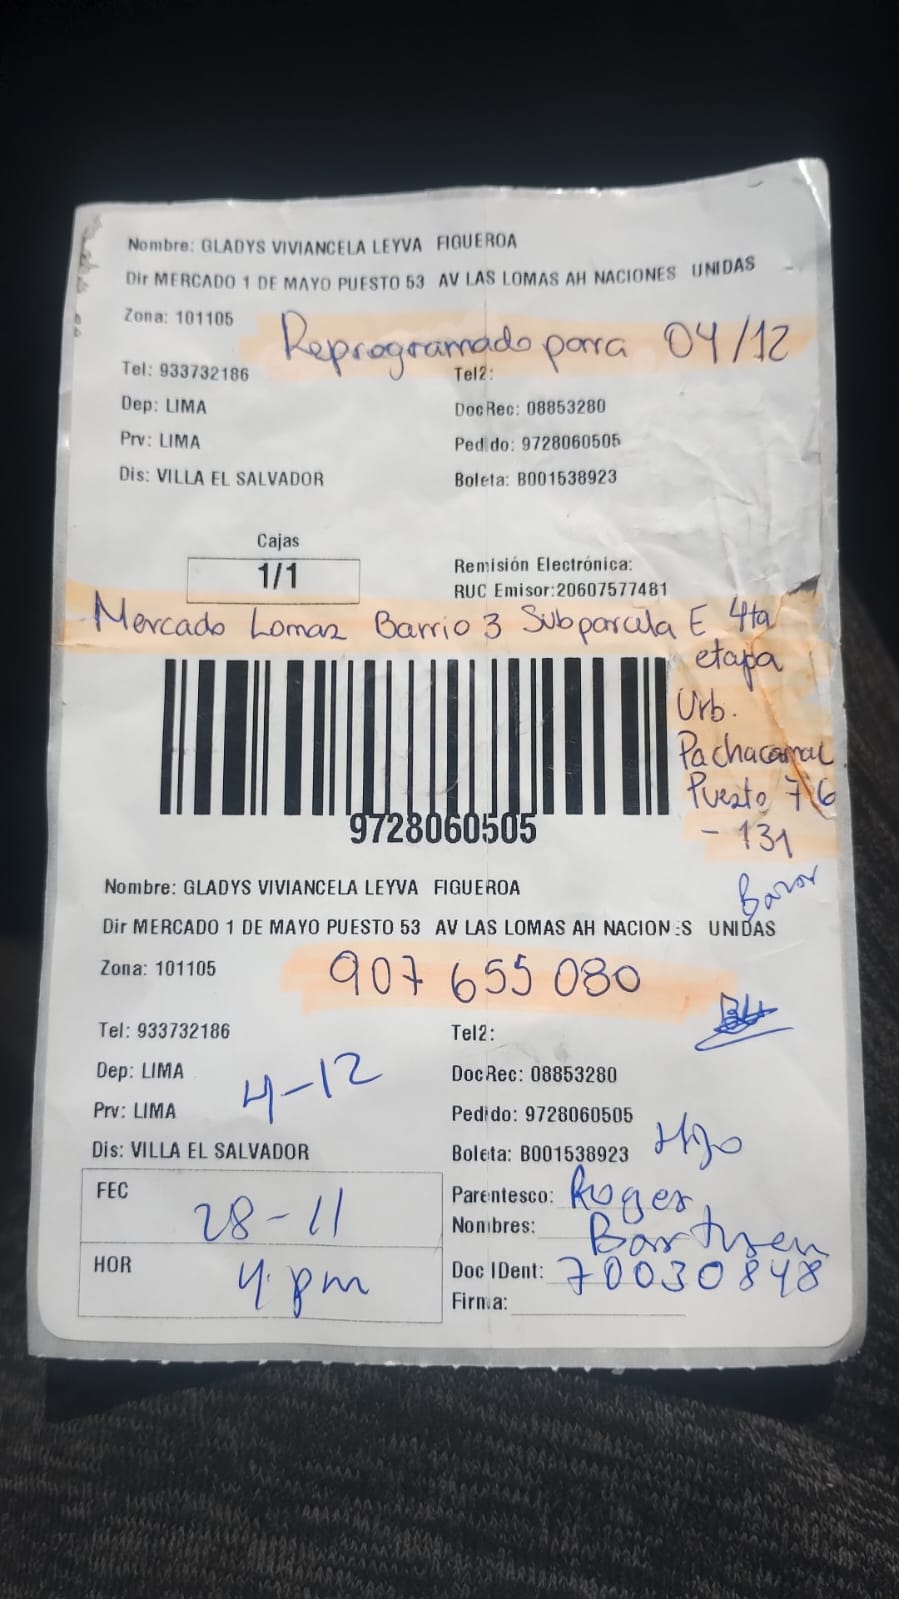 Nombre: GLADYS VIVIANCELA LEYVA FIGUEROA
Dir MERCADO 1 DE MAYO PUESTO 53 AV LAS LOMAS AH NACIONES UNIDAS
Zona: 101105
Reprogramado para 04/12
Tel: 933732186 Tel2:
Dep: LIMA DocRec: 08853280
Prv: LIMA Pedido: 9728060505
Dis: VILLA EL SALVADOR Boleta: B001538923
Cajas
1/1
Remisión Electrónica:
RUC Emisor:20607577481
Mercado Lomas Barrio 3 Subparcela E 4ta
etapa
Urb.
Pachacamac
Puesto 76
- 131
9728060505
Nombre: GLADYS VIVIANCELA LEYVA FIGUEROA
Dir MERCADO 1 DE MAYO PUESTO 53 AV LAS LOMAS AH NACIONES UNIDAS
Zona: 101105
907 655 080
Tel: 933732186 Tel2:
Dep: LIMA DocRec: 08853280
4-12
Prv: LIMA Pedido: 9728060505
Dis: VILLA EL SALVADOR Boleta: B001538923
Hijo
FEC 28-11
Parentesco: Roger
Nombres:
HOR 4 pm
Doc IDent: 70030848
Firma: